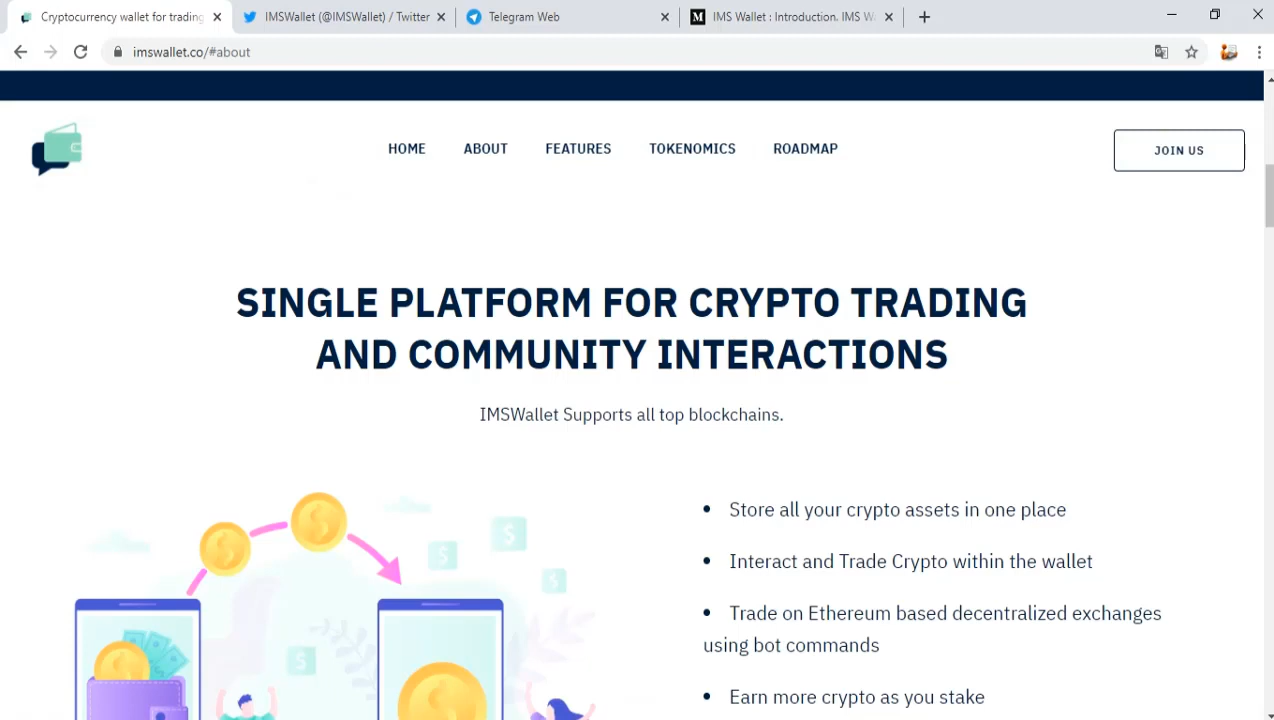 Cryptocurrency wallet for trading
IMSWallet (@IMSWallet) / Twitter
Telegram Web
IMS Wallet : Introduction. IMS W
imswallet.co/#about
HOME
ABOUT
FEATURES
TOKENOMICS
ROADMAP
JOIN US
SINGLE PLATFORM FOR CRYPTO TRADING
AND COMMUNITY INTERACTIONS
IMSWallet Supports all top blockchains.
• Store all your crypto assets in one place
• Interact and Trade Crypto within the wallet
• Trade on Ethereum based decentralized exchanges
using bot commands
• Earn more crypto as you stake